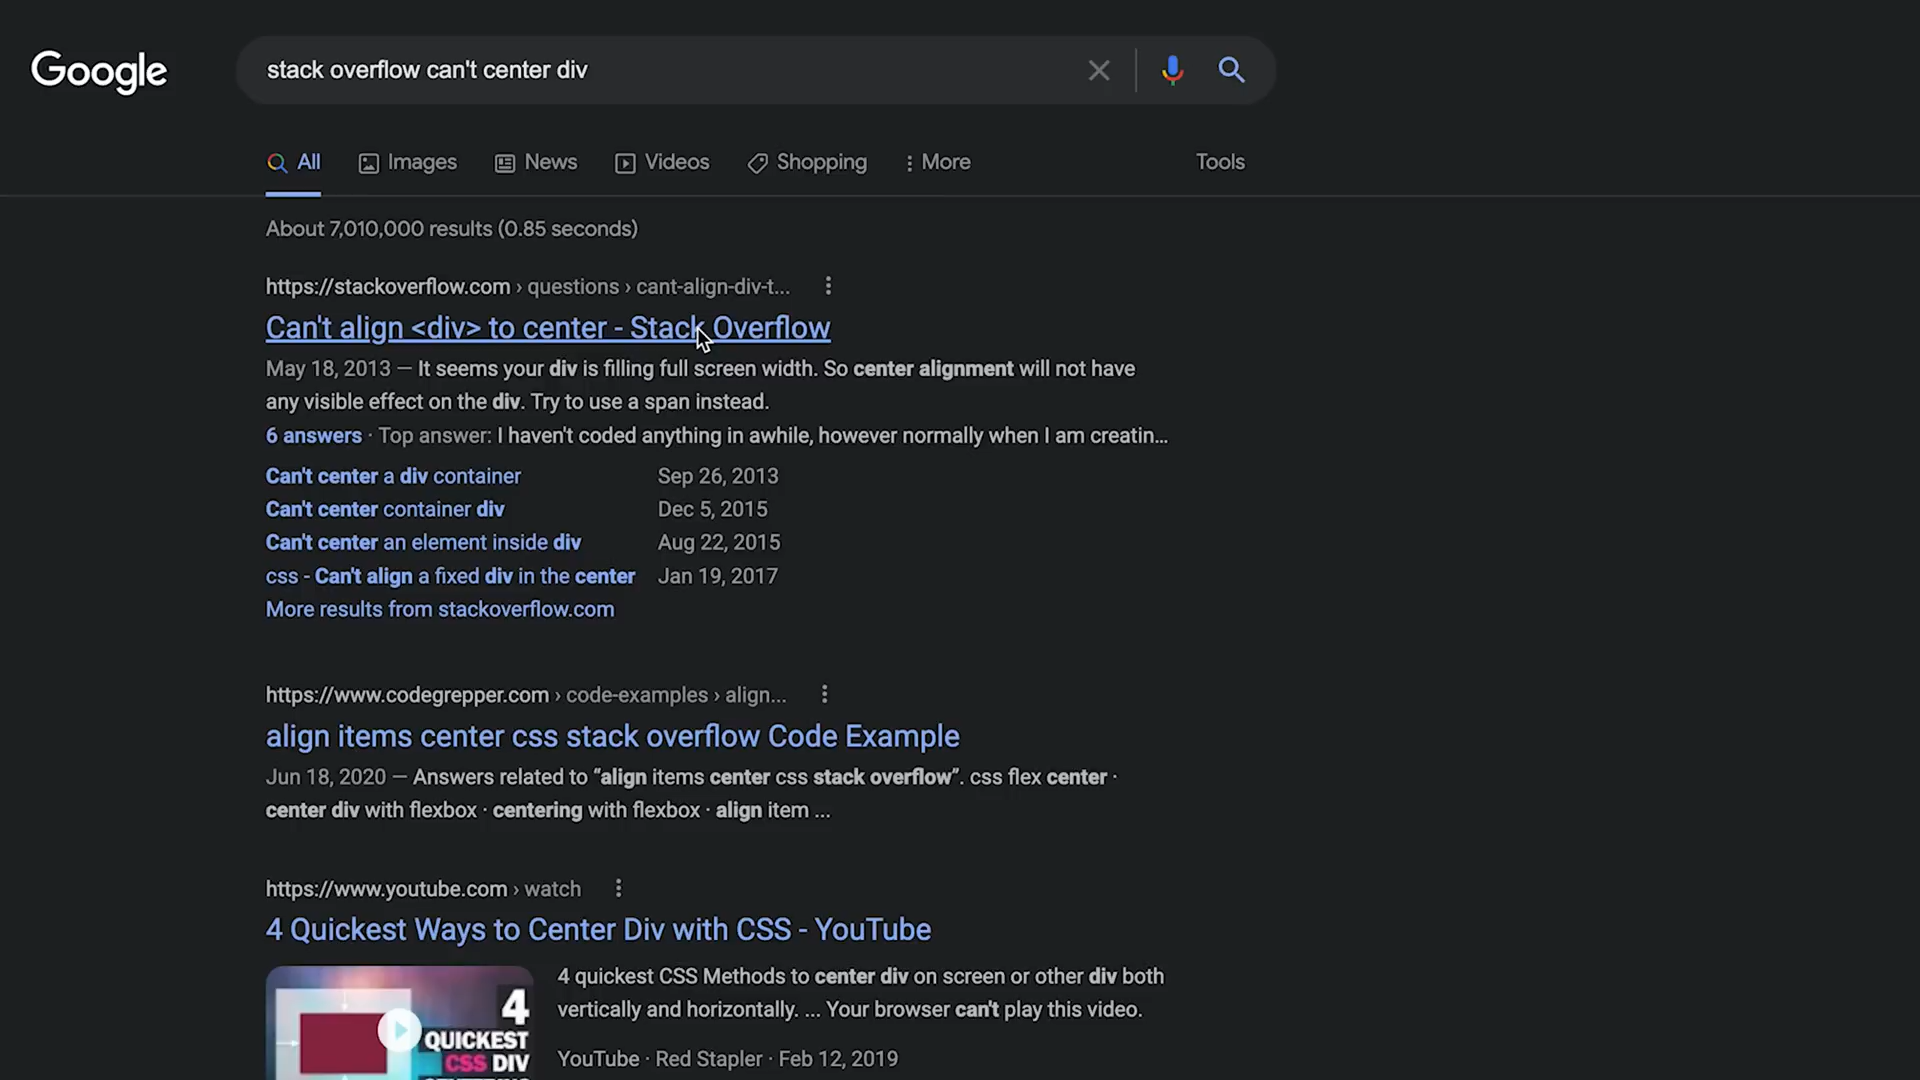 Google
stack overflow can't center div
All
Images
News
Videos
Shopping
More
Tools
About 7,010,000 results (0.85 seconds)
https://stackoverflow.com › questions › cant-align-div-t...
Can't align <div> to center - Stack Overflow
May 18, 2013 — It seems your div is filling full screen width. So center alignment will not have
any visible effect on the div. Try to use a span instead.
6 answers · Top answer: I haven't coded anything in awhile, however normally when I am creatin...
Can't center a div container Sep 26, 2013
Can't center container div Dec 5, 2015
Can't center an element inside div Aug 22, 2015
css - Can't align a fixed div in the center Jan 19, 2017
More results from stackoverflow.com
https://www.codegrepper.com › code-examples › align...
align items center css stack overflow Code Example
Jun 18, 2020 — Answers related to “align items center css stack overflow”. css flex center ·
center div with flexbox · centering with flexbox · align item ...
https://www.youtube.com › watch
4 Quickest Ways to Center Div with CSS - YouTube
4
QUICKEST
CSS DIV
4 quickest CSS Methods to center div on screen or other div both
vertically and horizontally. ... Your browser can't play this video.
YouTube · Red Stapler · Feb 12, 2019